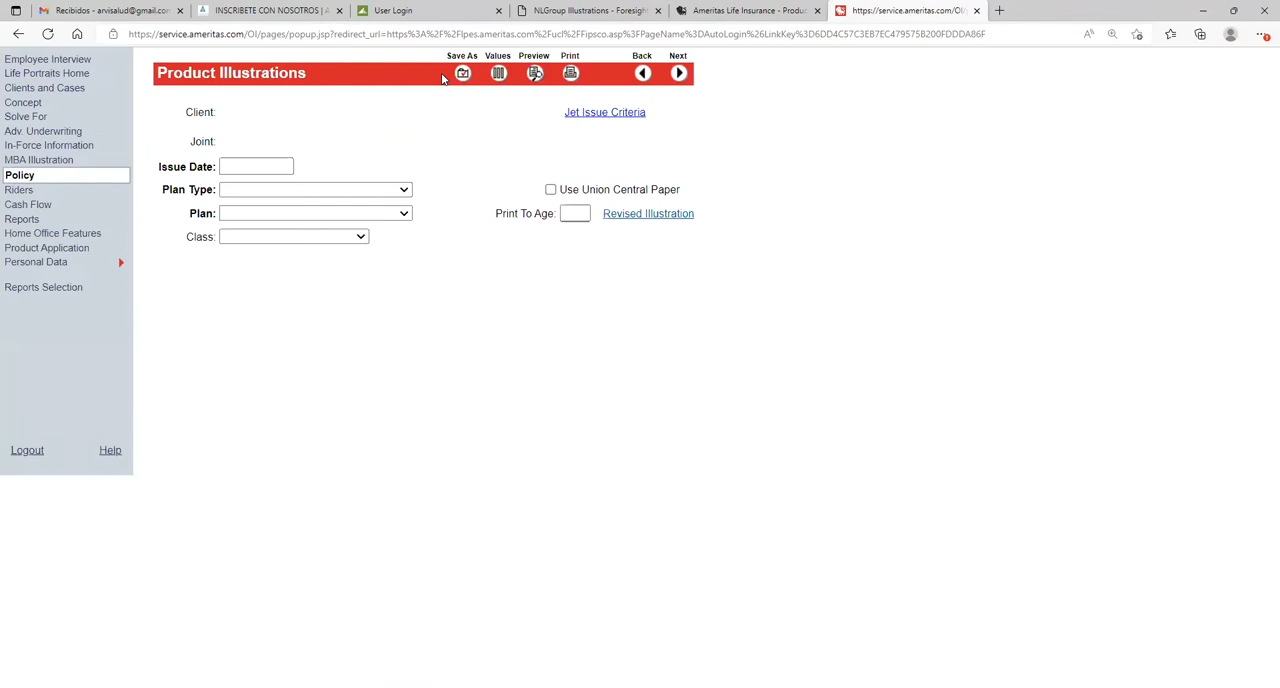 Recibidos - arvisalud@gmail.com
INSCRIBETE CON NOSOTROS | A
User Login
NLGroup Illustrations - Foresight
Ameritas Life Insurance - Produc
https://service.ameritas.com/OI/
https://service.ameritas.com/OI/pages/popup.jsp?redirect_url=https%3A%2F%2Flpes.ameritas.com%2Fucl%2Ffipsco.asp%3FPageName%3DAutoLogin%26LinkKey%3D6DD4C57C3EB7EC479575B200FDDDA86F
Employee Interview
Life Portraits Home
Clients and Cases
Concept
Solve For
Adv. Underwriting
In-Force Information
MBA Illustration
Policy
Riders
Cash Flow
Reports
Home Office Features
Product Application
Personal Data
Reports Selection
Logout
Help
Save As
Values
Preview
Print
Back
Next
Product Illustrations
Client:
Jet Issue Criteria
Joint:
Issue Date:
Plan Type:
Use Union Central Paper
Plan:
Print To Age:
Revised Illustration
Class: